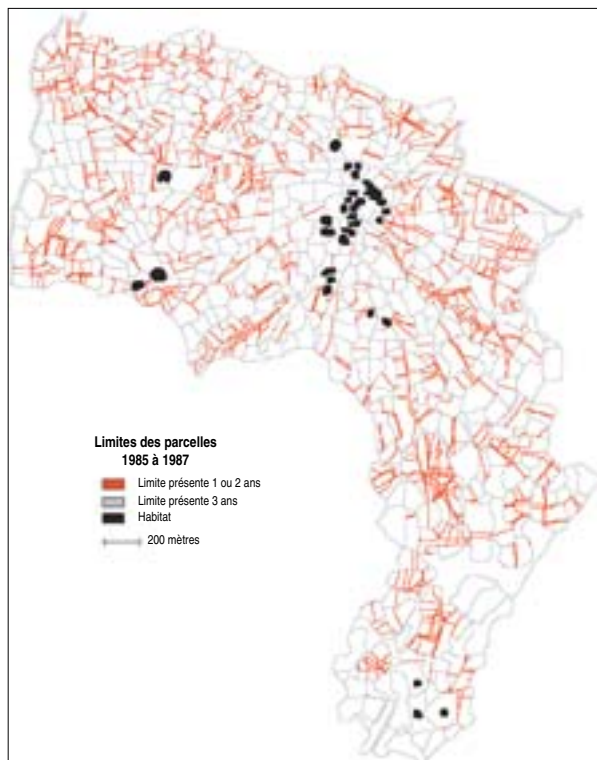 Limites des parcelles
1985 à 1987
Limite présente 1 ou 2 ans
Limite présente 3 ans
Habitat
200 mètres